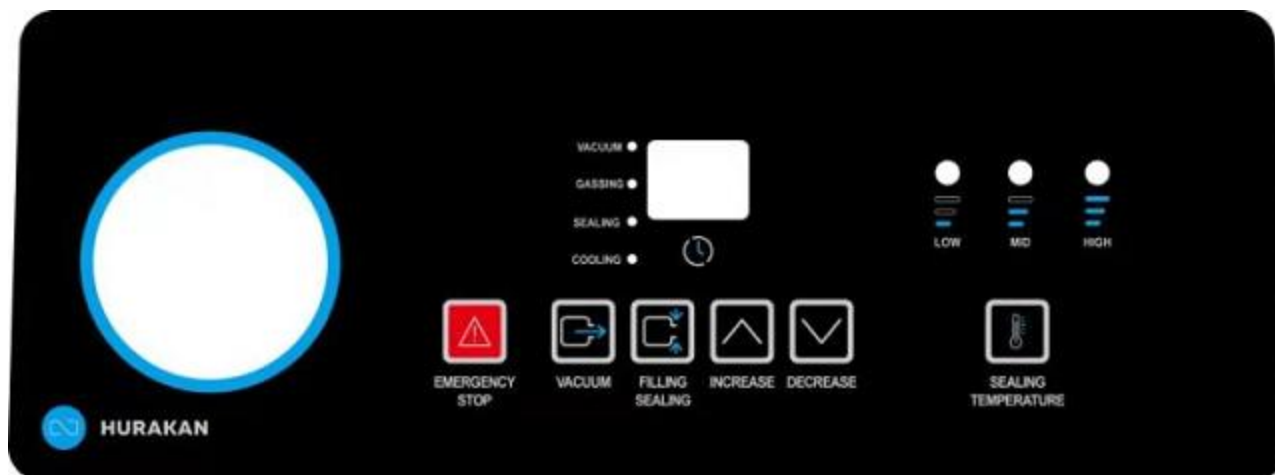 VACUUM
GASSING
SEALING
COOLING
LOW
MID
HIGH
EMERGENCY
STOP
VACUUM
FILLING
SEALING
INCREASE
DECREASE
SEALING
TEMPERATURE
HURAKAN